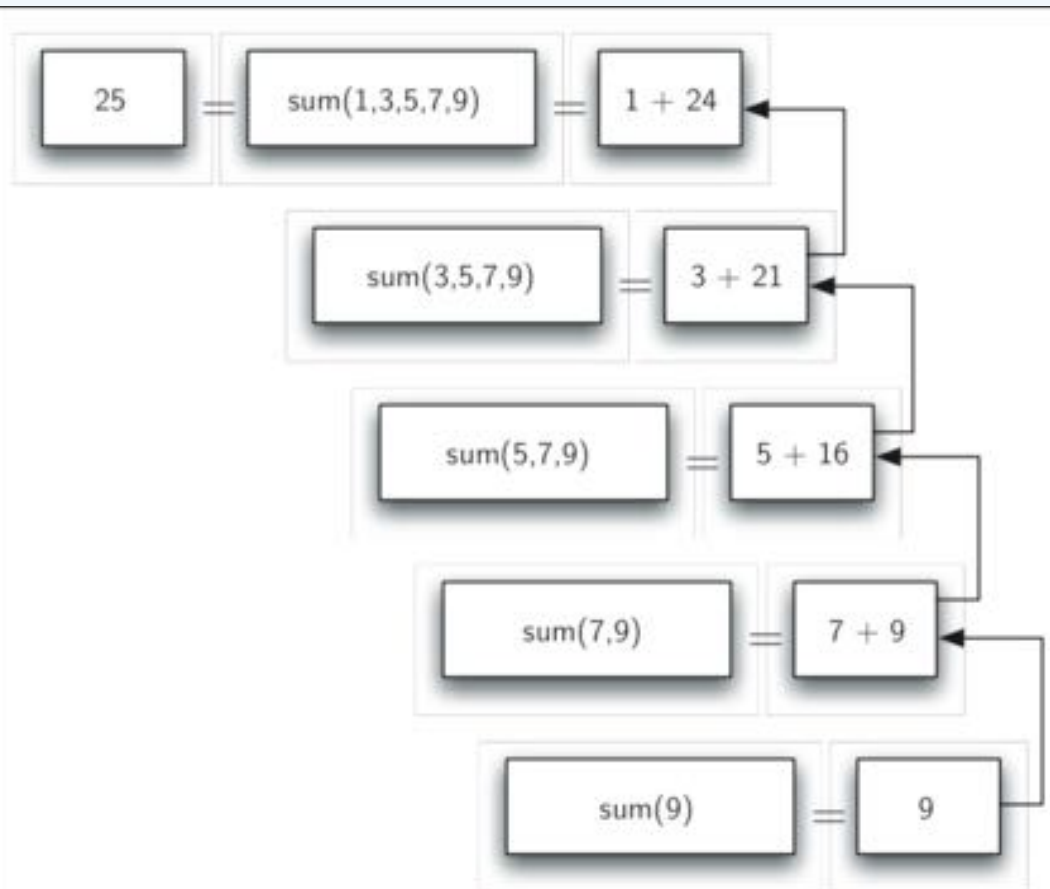 25 = sum(1,3,5,7,9) = 1 + 24
sum(3,5,7,9) = 3 + 21
sum(5,7,9) = 5 + 16
sum(7,9) = 7 + 9
sum(9) = 9